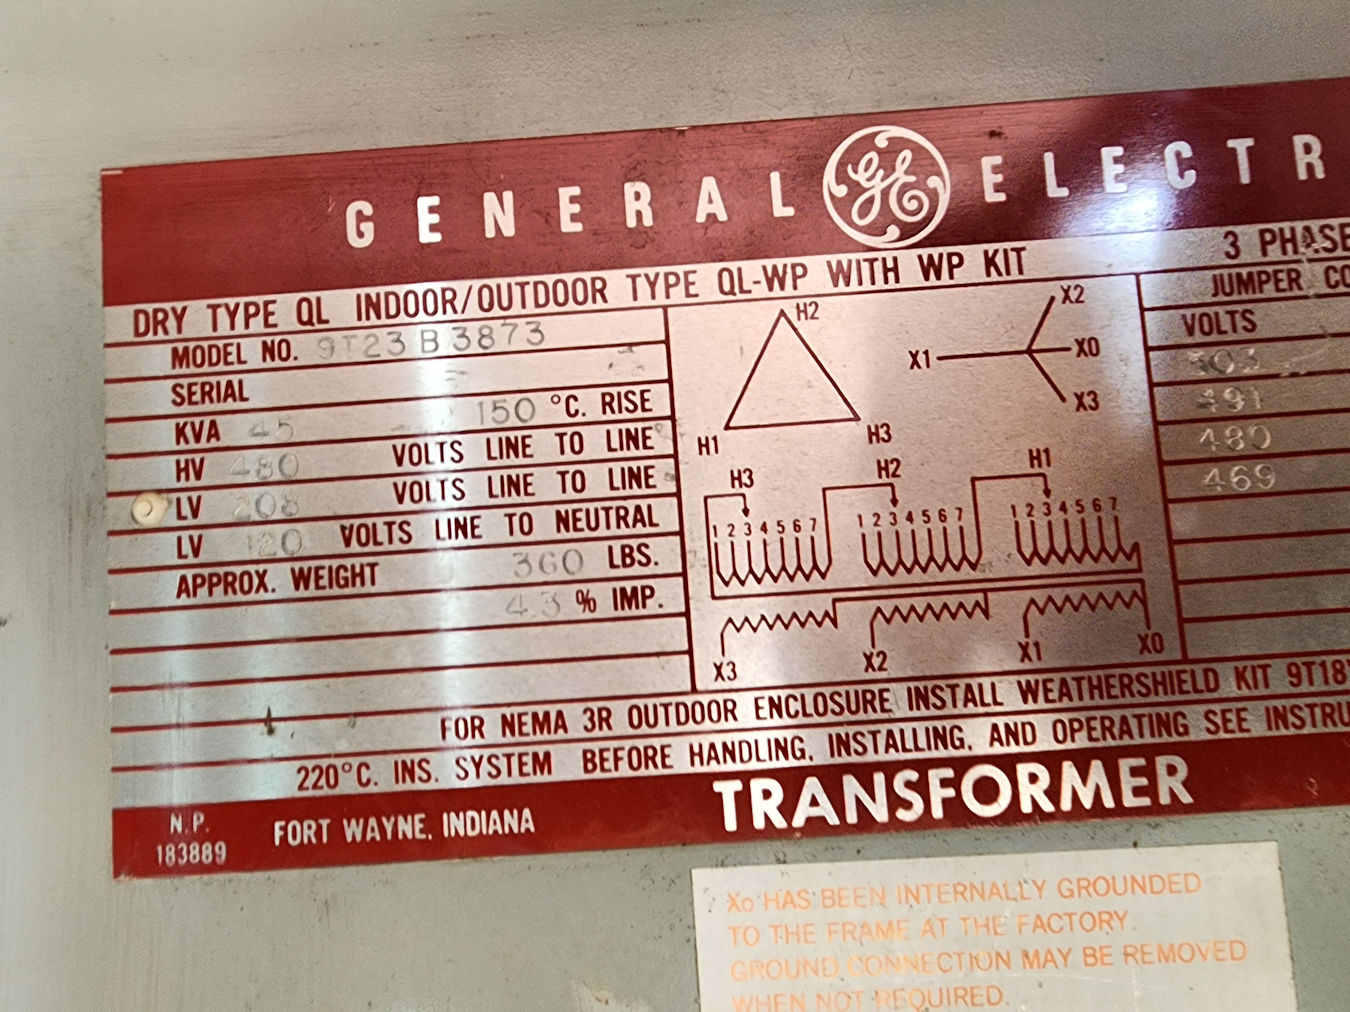 GENERAL GE ELECTR
DRY TYPE QL INDOOR/OUTDOOR TYPE QL-WP WITH WP KIT
3 PHASE
MODEL NO. 9T23B3873
SERIAL
KVA 45 150 °C. RISE
HV 480 VOLTS LINE TO LINE
LV 208 VOLTS LINE TO LINE
LV 120 VOLTS LINE TO NEUTRAL
APPROX. WEIGHT 360 LBS.
4.3 % IMP.
H2
H1
H3
X2
X1
X0
X3
H3 H2 H1
1 2 3 4 5 6 7 1 2 3 4 5 6 7 1 2 3 4 5 6 7
X3 X2 X1 X0
JUMPER CO
VOLTS
491
480
469
FOR NEMA 3R OUTDOOR ENCLOSURE INSTALL WEATHERSHIELD KIT 9T18
220°C. INS. SYSTEM BEFORE HANDLING, INSTALLING, AND OPERATING SEE INSTRU
N.P.
183889
FORT WAYNE, INDIANA
TRANSFORMER
Xo HAS BEEN INTERNALLY GROUNDED
TO THE FRAME AT THE FACTORY.
GROUND CONNECTION MAY BE REMOVED
WHEN NOT REQUIRED.